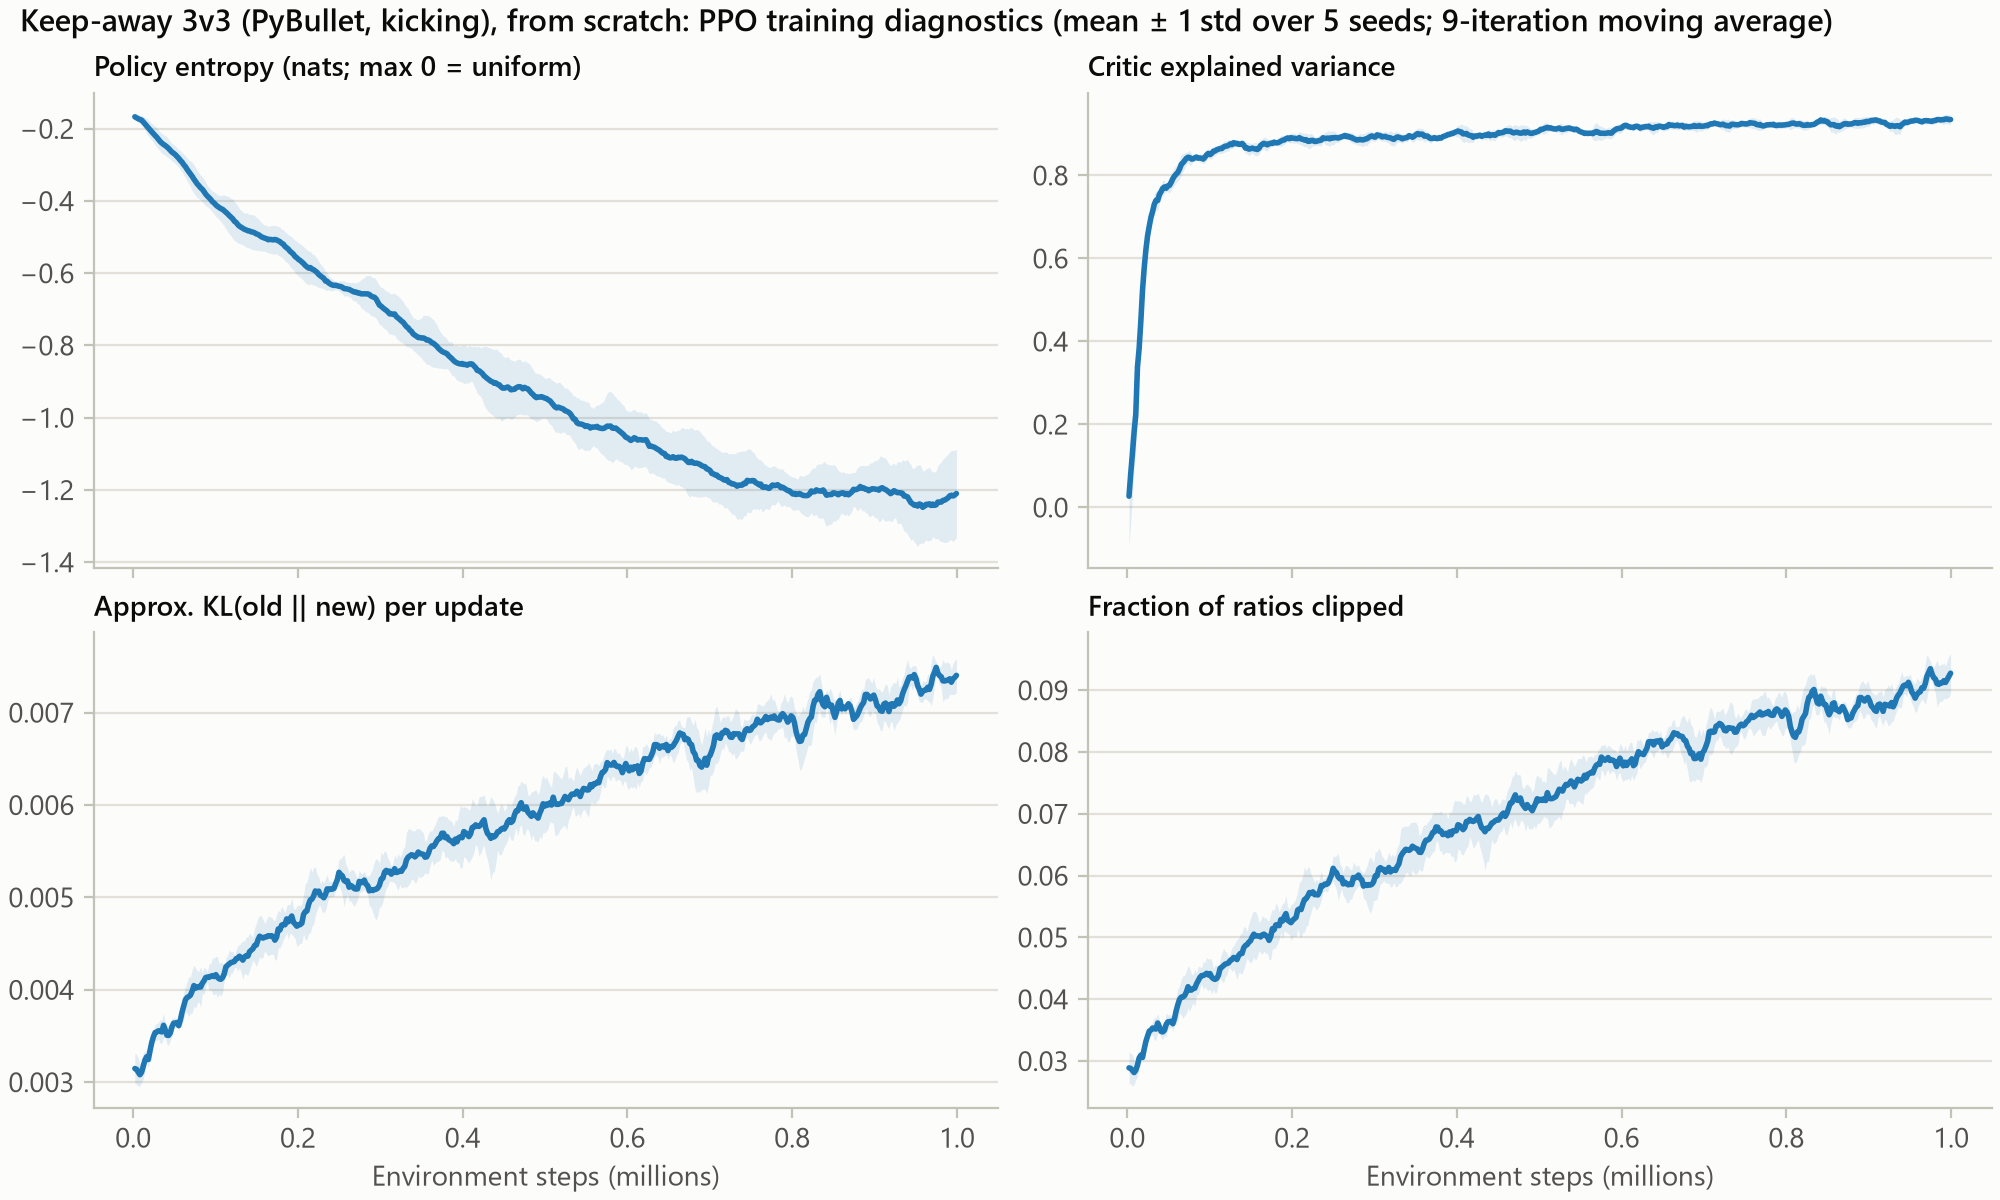 Keep-away 3v3 (PyBullet, kicking), from scratch: PPO training diagnostics (mean ± 1 std over 5 seeds; 9-iteration moving average)
Policy entropy (nats; max 0 = uniform)
−0.2
−0.4
−0.6
−0.8
−1.0
−1.2
−1.4
Critic explained variance
0.8
0.6
0.4
0.2
0.0
Approx. KL(old || new) per update
0.007
0.006
0.005
0.004
0.003
0.0 0.2 0.4 0.6 0.8 1.0
Environment steps (millions)
Fraction of ratios clipped
0.09
0.08
0.07
0.06
0.05
0.04
0.03
0.0 0.2 0.4 0.6 0.8 1.0
Environment steps (millions)